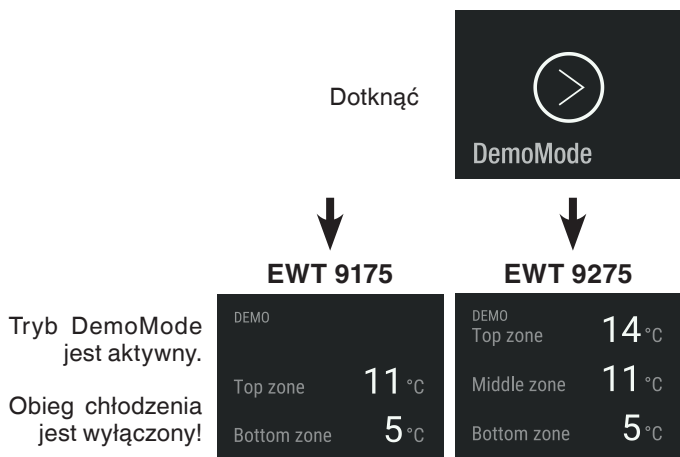 Dotknąć
DemoMode
EWT 9175
EWT 9275
Tryb DemoMode
jest aktywny.
Obieg chłodzenia
jest wyłączony!
DEMO
Top zone 11 °C
Bottom zone 5 °C
DEMO
Top zone 14 °C
Middle zone 11 °C
Bottom zone 5 °C